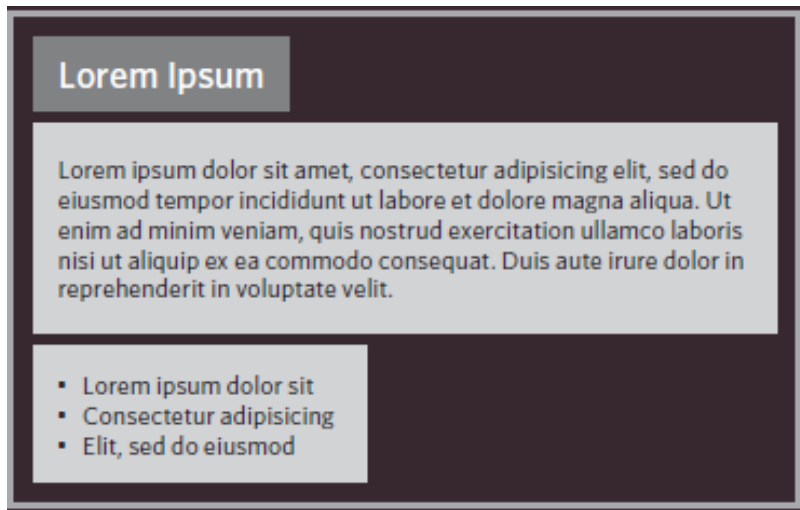 Lorem Ipsum
Lorem ipsum dolor sit amet, consectetur adipisicing elit, sed do
eiusmod tempor incididunt ut labore et dolore magna aliqua. Ut
enim ad minim veniam, quis nostrud exercitation ullamco laboris
nisi ut aliquip ex ea commodo consequat. Duis aute irure dolor in
reprehenderit in voluptate velit.
▪ Lorem ipsum dolor sit
▪ Consectetur adipisicing
▪ Elit, sed do eiusmod